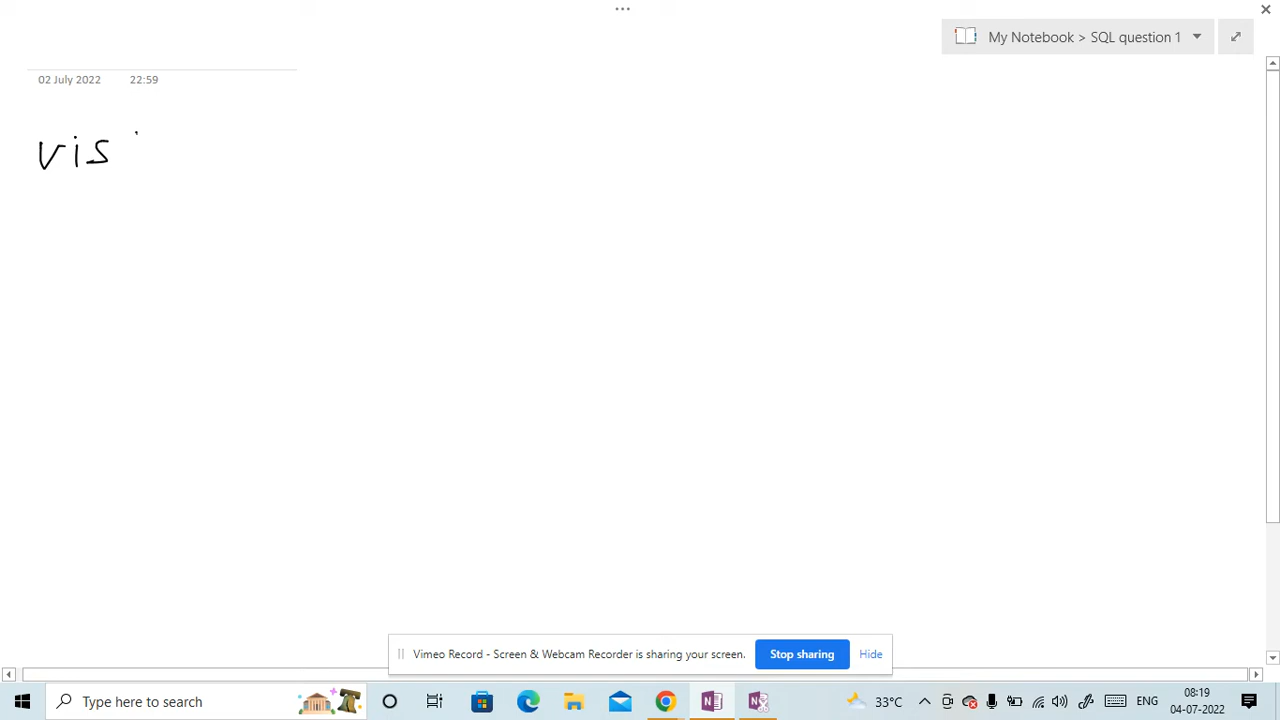 ...
My Notebook > SQL question 1
02 July 2022 22:59
vis
Vimeo Record - Screen & Webcam Recorder is sharing your screen. Stop sharing Hide
Type here to search
33°C
ENG
08:19
04-07-2022